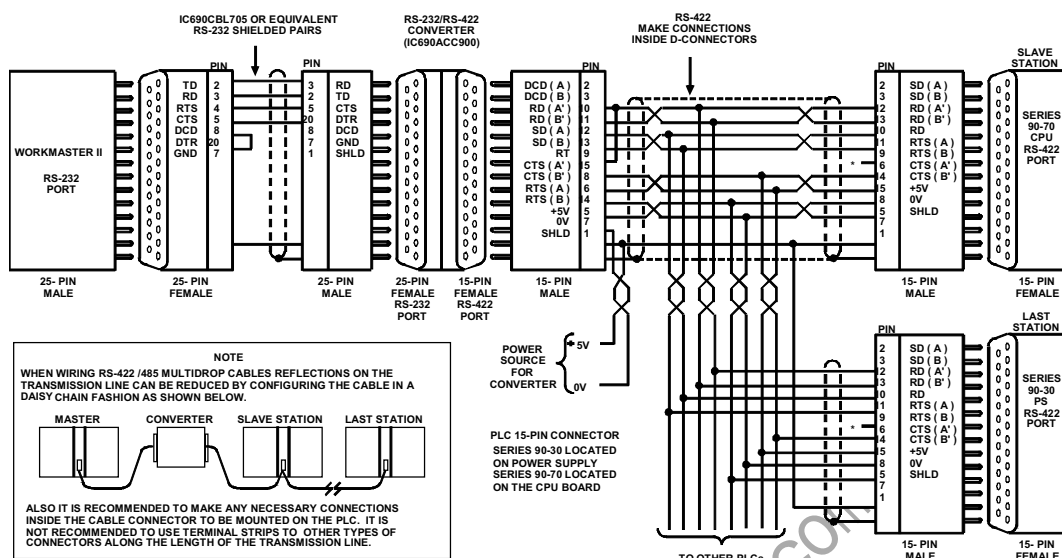 IC690CBL705 OR EQUIVALENT
RS-232 SHIELDED PAIRS
RS-232/RS-422
CONVERTER
(IC690ACC900)
RS-422
MAKE CONNECTIONS
INSIDE D-CONNECTORS
SLAVE
STATION
WORKMASTER II
RS-232
PORT
PIN
TD 2
RD 3
RTS 4
CTS 5
DCD 8
DTR 20
GND 7
PIN
3 RD
2 TD
5 CTS
20 DTR
8 DCD
7 GND
1 SHLD
PIN
DCD ( A ) 2
DCD ( B ) 3
RD ( A' ) 10
RD ( B' ) 11
SD ( A ) 12
SD ( B ) 13
RT 9
CTS ( A' ) 15
CTS ( B' ) 8
RTS ( A ) 14
RTS ( B ) 6
+5V 5
0V 7
SHLD 1
PIN
2 SD ( A )
3 SD ( B )
12 RD ( A' )
13 RD ( B' )
10 RD
11 RTS ( A )
9 RTS ( B )
* 6 CTS ( A' )
14 CTS ( B' )
15 +5V
8 0V
5 SHLD
7
1
SERIES
90-70
CPU
RS-422
PORT
25- PIN
MALE
25- PIN
FEMALE
25- PIN
MALE
25-PIN
FEMALE
RS-232
PORT
15-PIN
FEMALE
RS-422
PORT
15- PIN
MALE
15- PIN
MALE
15- PIN
FEMALE
LAST
STATION
POWER
SOURCE
FOR
CONVERTER
+ 5V
0V
PIN
2 SD ( A )
3 SD ( B )
12 RD ( A' )
13 RD ( B' )
10 RD
11 RTS ( A )
9 RTS ( B )
* 6 CTS ( A' )
14 CTS ( B' )
15 +5V
8 0V
5 SHLD
7
1
SERIES
90-30
PS
RS-422
PORT
PLC 15-PIN CONNECTOR
SERIES 90-30 LOCATED
ON POWER SUPPLY
SERIES 90-70 LOCATED
ON THE CPU BOARD
TO OTHER PLCs
15- PIN
MALE
15- PIN
FEMALE
NOTE
WHEN WIRING RS-422 /485 MULTIDROP CABLES REFLECTIONS ON THE
TRANSMISSION LINE CAN BE REDUCED BY CONFIGURING THE CABLE IN A
DAISY CHAIN FASHION AS SHOWN BELOW.
MASTER CONVERTER SLAVE STATION LAST STATION
ALSO IT IS RECOMMENDED TO MAKE ANY NECESSARY CONNECTIONS
INSIDE THE CABLE CONNECTOR TO BE MOUNTED ON THE PLC. IT IS
NOT RECOMMENDED TO USE TERMINAL STRIPS TO OTHER TYPES OF
CONNECTORS ALONG THE LENGTH OF THE TRANSMISSION LINE.